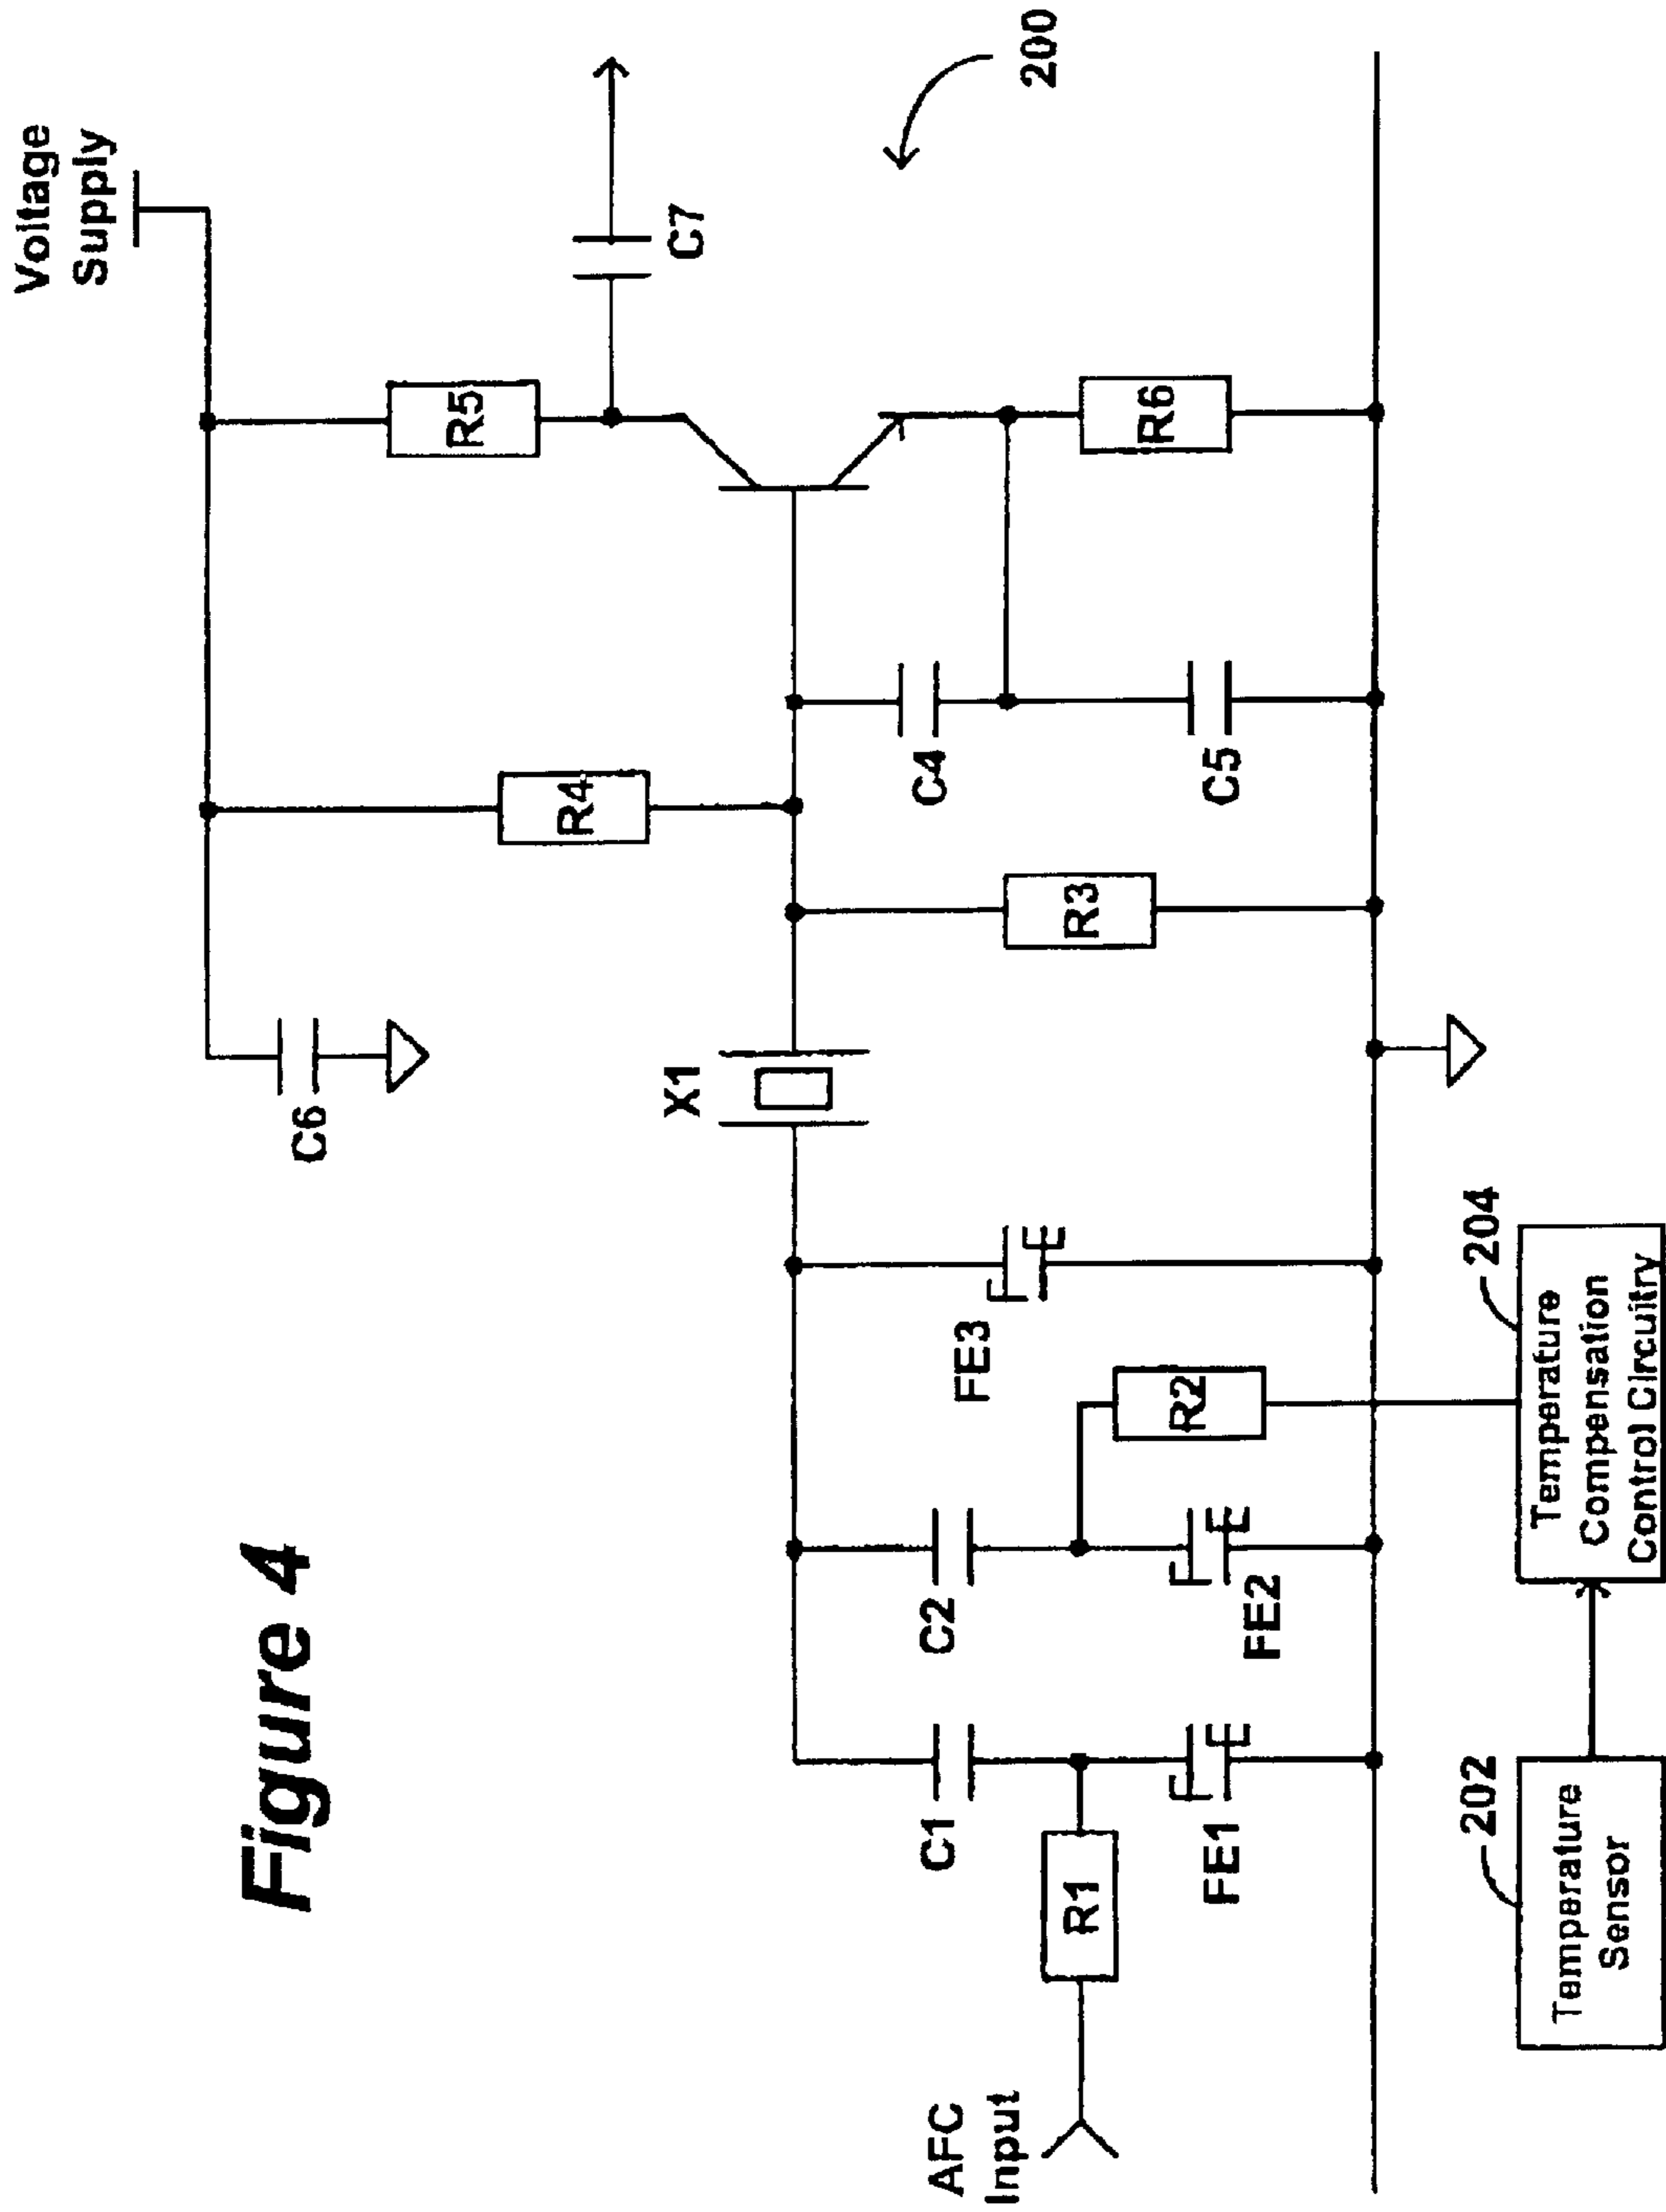 Figure 4
Voltage
Supply
C6
R4
R5
C7
X1
200
AFC
Input
R1
C1
FE1
C2
FE2
R2
FE3
R3
C4
C5
R6
202
Temperature
Sensor
204
Temperature
Compensation
Control Circuitry